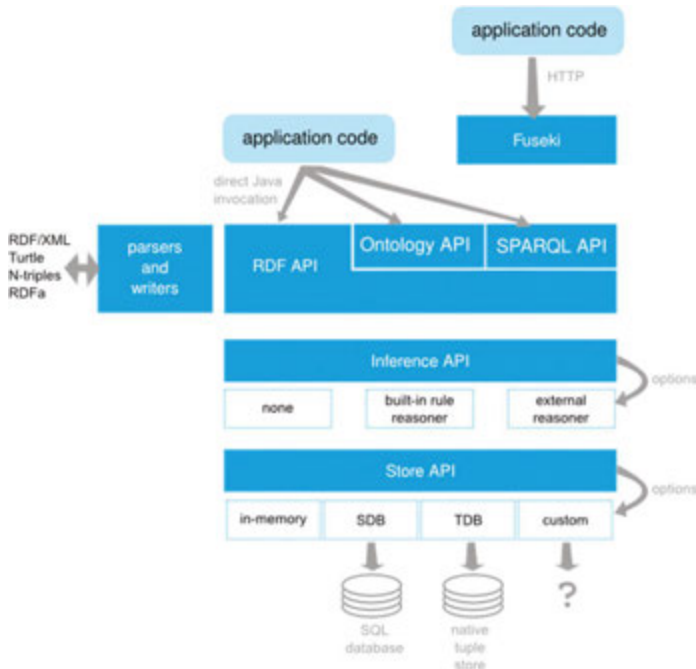 application code
HTTP
Fuseki
application code
direct Java
invocation
RDF/XML
Turtle
N-triples
RDFa
parsers
and
writers
RDF API
Ontology API
SPARQL API
Inference API
options
none
built-in rule
reasoner
external
reasoner
Store API
options
in-memory
SDB
TDB
custom
?
SQL
database
native
tuple
store